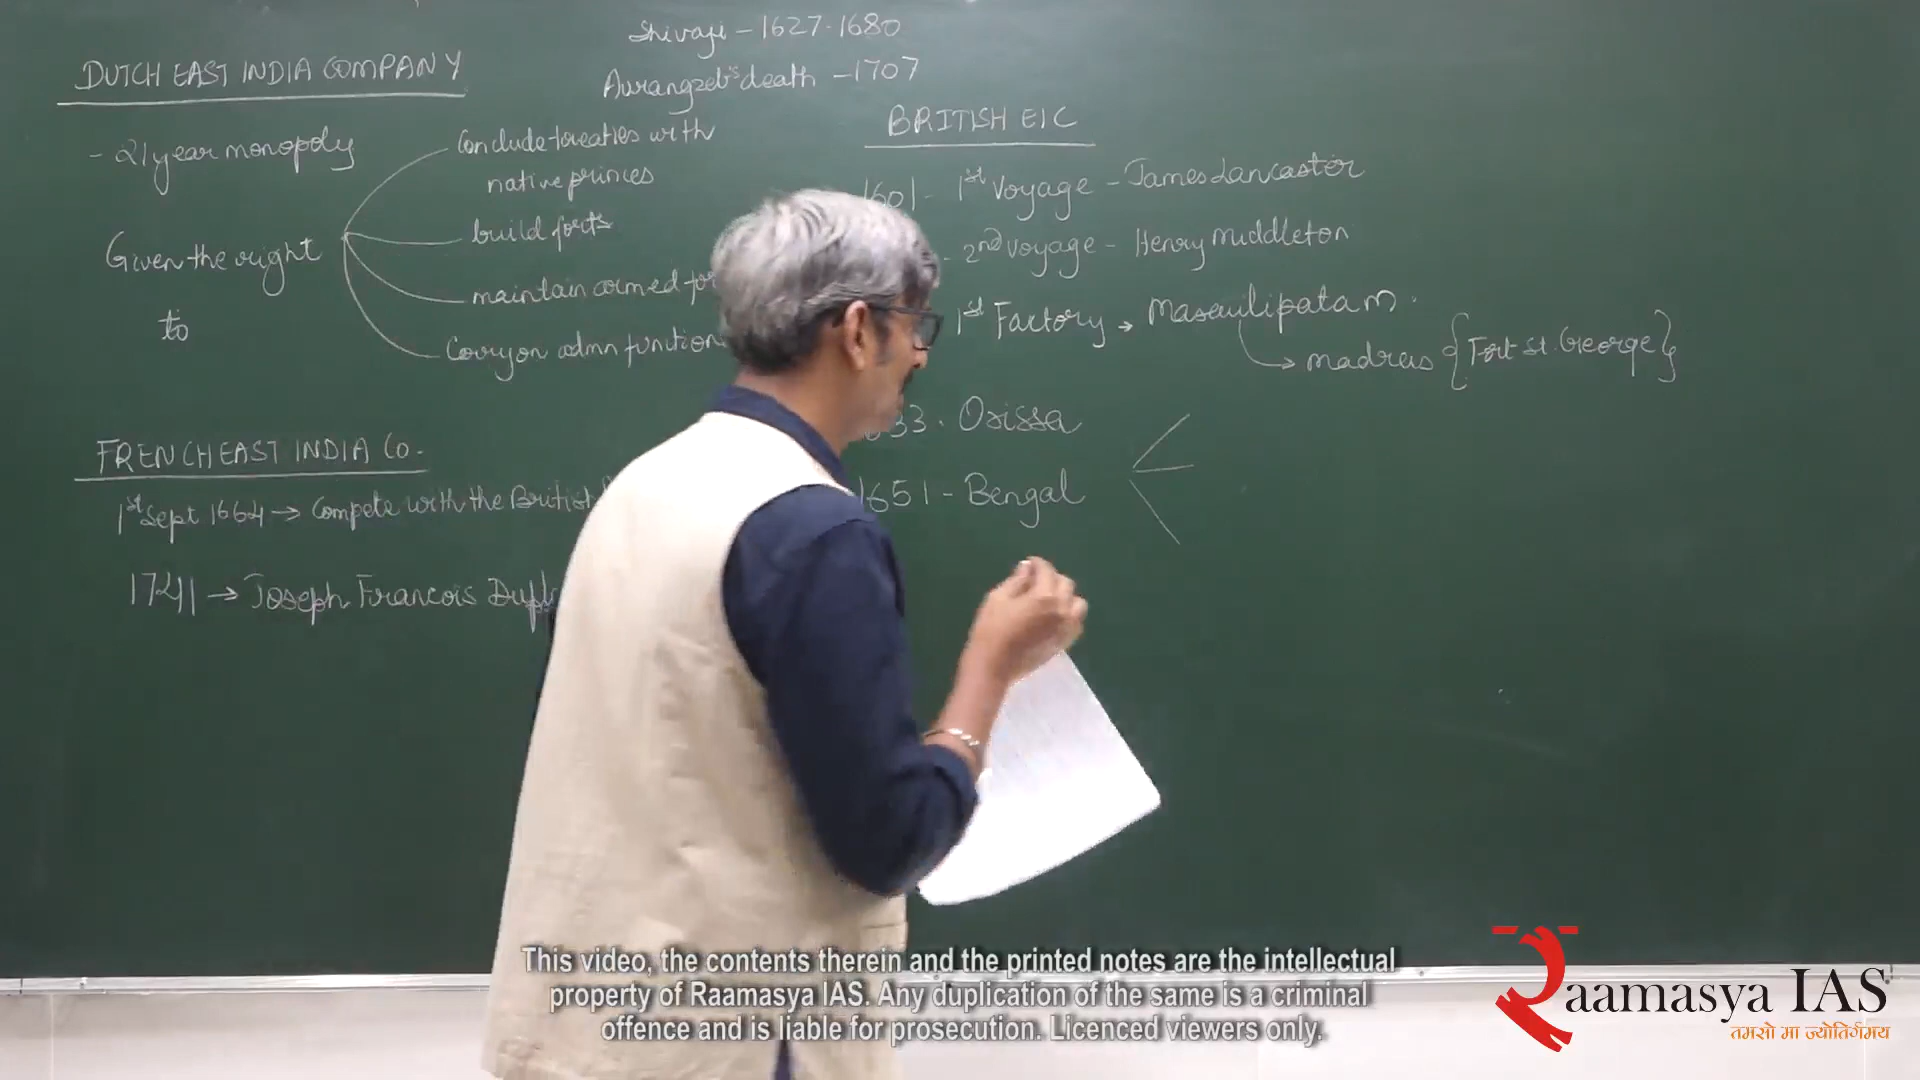 Shivaji - 1627-1680
Aurangzeb's death - 1707
DUTCH EAST INDIA COMPANY
- 21 year monopoly
Given the right
to
Conclude treaties with
native princes
build forts
maintain armed
Carry on admn function
FRENCH EAST INDIA CO.
1st Sept 1664 → Compete with the British
1741 → Joseph Francois
BRITISH EIC
1601 - 1st Voyage - James Lancaster
2nd Voyage - Henry Middleton
1st Factory → Masaulipatam.
→ Madras {Fort St. George}
33. Orissa
1651 - Bengal
This video, the contents therein and the printed notes are the intellectual
property of Raamasya IAS. Any duplication of the same is a criminal
offence and is liable for prosecution. Licenced viewers only.
Raamasya IAS
तमसो मा ज्योतिर्गमय